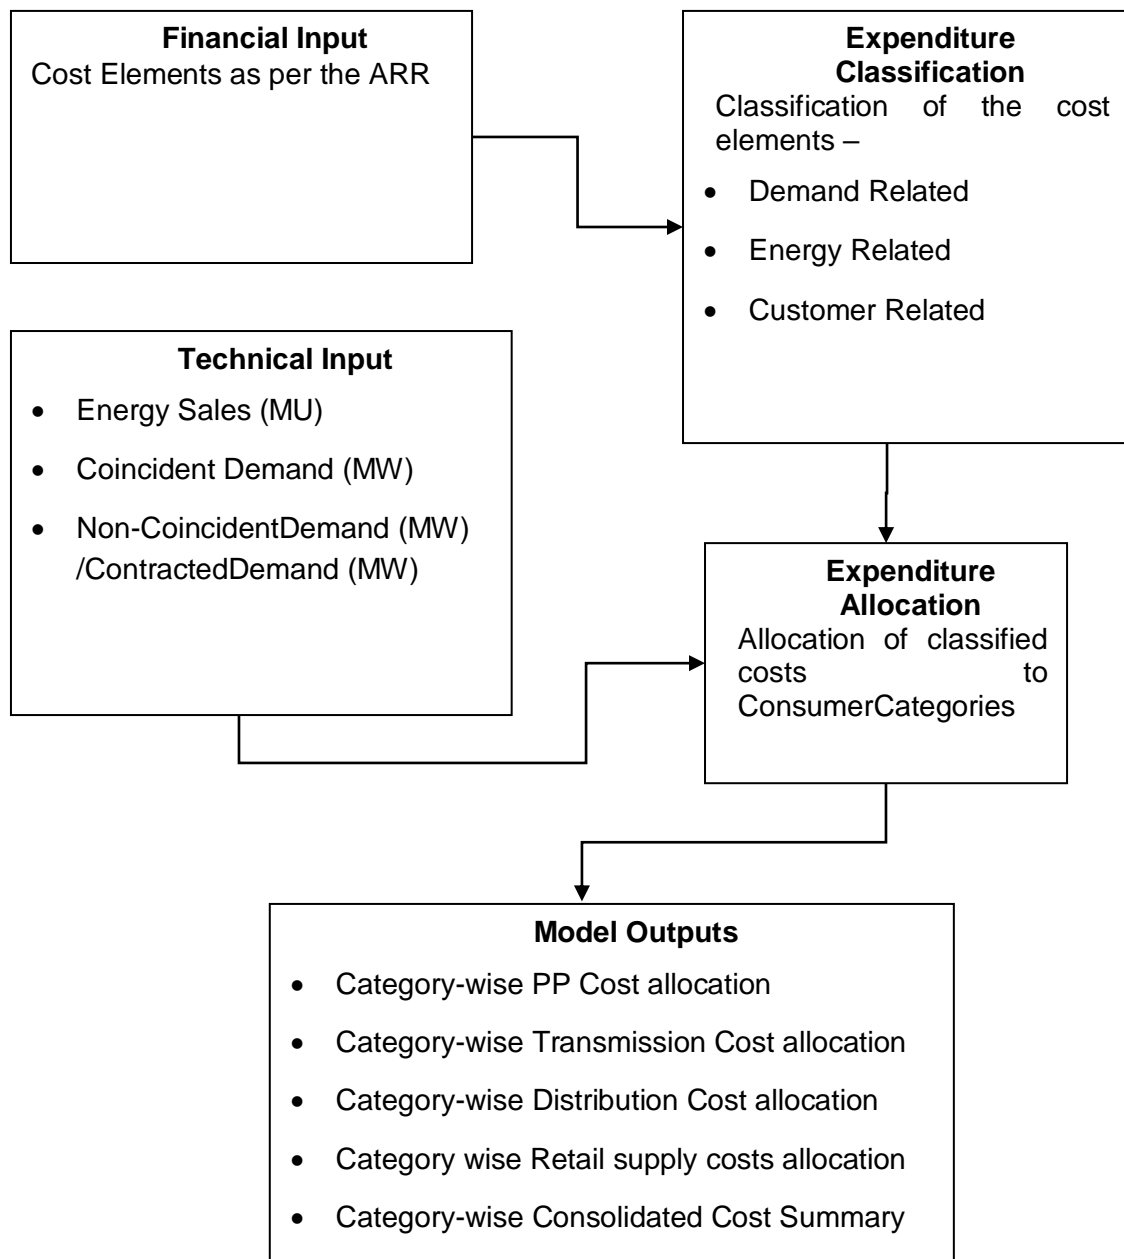 Financial Input
Cost Elements as per the ARR
Expenditure
Classification
Classification of the cost
elements –
• Demand Related
• Energy Related
• Customer Related
Technical Input
• Energy Sales (MU)
• Coincident Demand (MW)
• Non-CoincidentDemand (MW)
/ContractedDemand (MW)
Expenditure
Allocation
Allocation of classified
costs to
ConsumerCategories
Model Outputs
• Category-wise PP Cost allocation
• Category-wise Transmission Cost allocation
• Category-wise Distribution Cost allocation
• Category wise Retail supply costs allocation
• Category-wise Consolidated Cost Summary